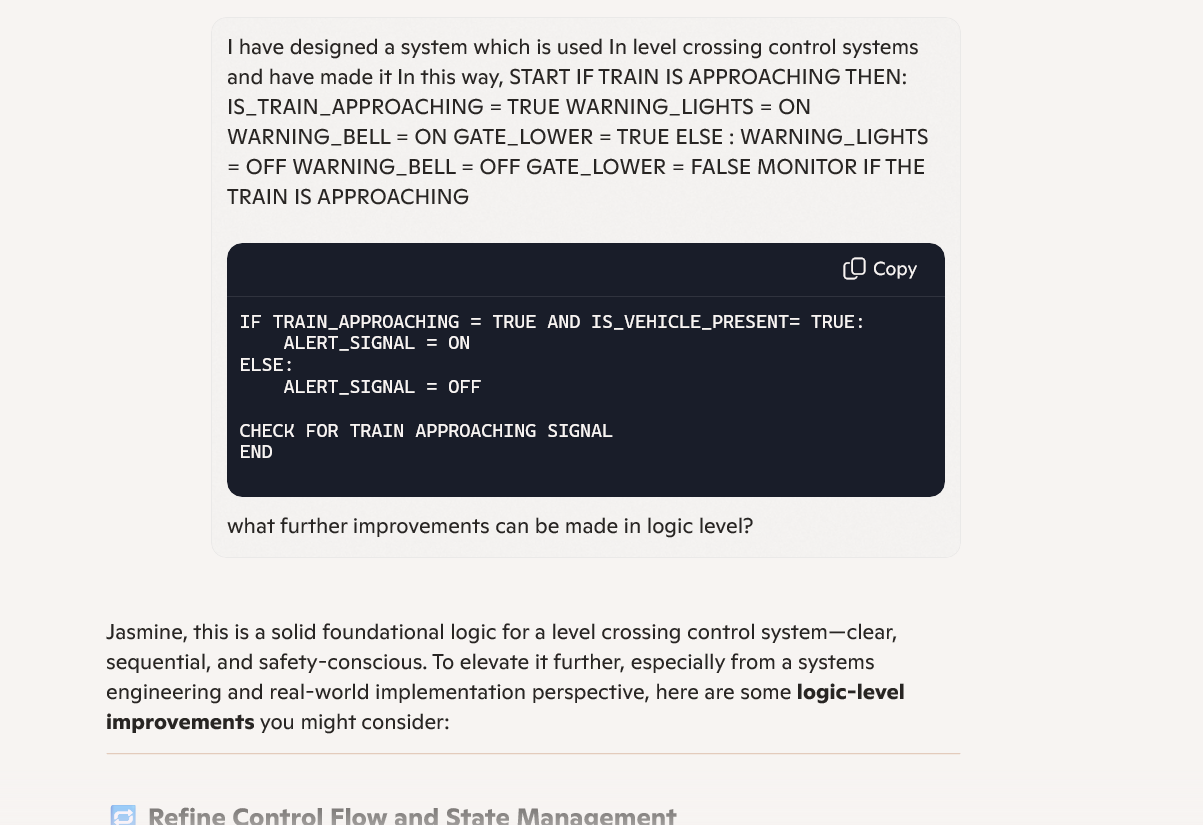 I have designed a system which is used In level crossing control systems
and have made it In this way, START IF TRAIN IS APPROACHING THEN:
IS_TRAIN_APPROACHING = TRUE WARNING_LIGHTS = ON
WARNING_BELL = ON GATE_LOWER = TRUE ELSE : WARNING_LIGHTS
= OFF WARNING_BELL = OFF GATE_LOWER = FALSE MONITOR IF THE
TRAIN IS APPROACHING
Copy
IF TRAIN_APPROACHING = TRUE AND IS_VEHICLE_PRESENT= TRUE:
    ALERT_SIGNAL = ON
ELSE:
    ALERT_SIGNAL = OFF
CHECK FOR TRAIN APPROACHING SIGNAL
END
what further improvements can be made in logic level?
Jasmine, this is a solid foundational logic for a level crossing control system—clear,
sequential, and safety-conscious. To elevate it further, especially from a systems
engineering and real-world implementation perspective, here are some logic-level
improvements you might consider:
Refine Control Flow and State Management